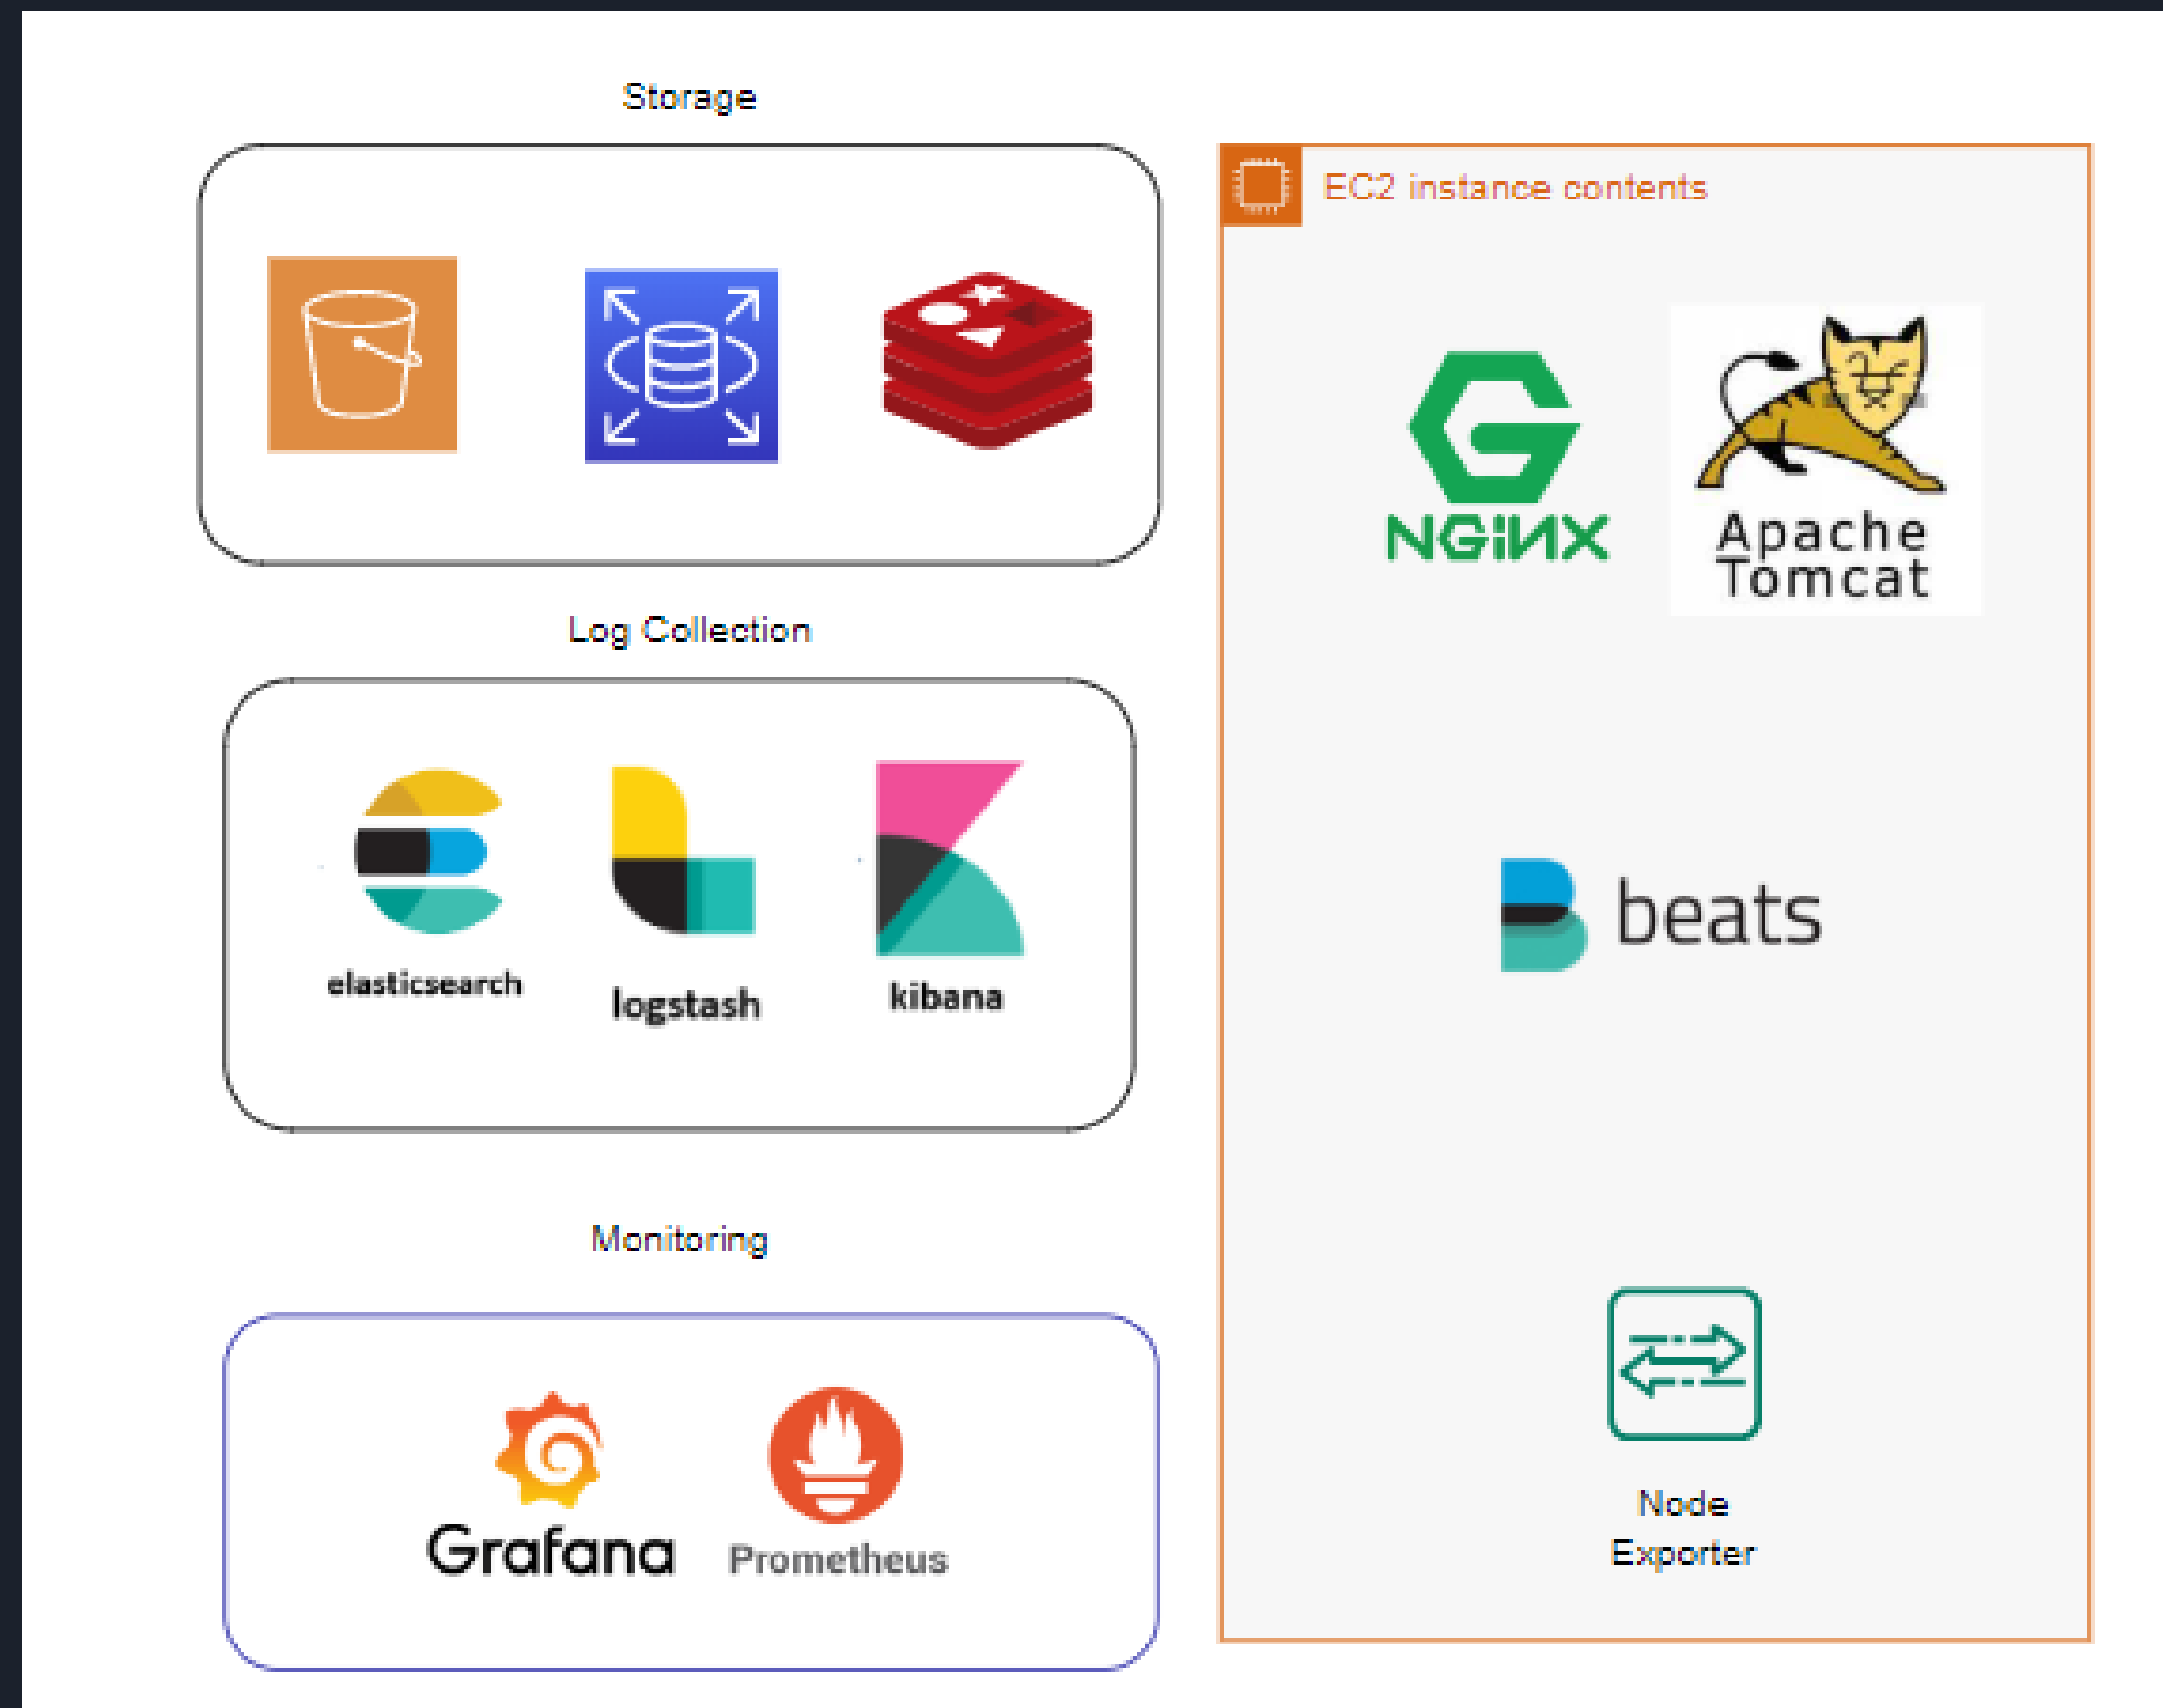 Storage
EC2 instance contents
NGiNX
Apache
Tomcat
Log Collection
elasticsearch
logstash
kibana
beats
Monitoring
Grafana
Prometheus
Node
Exporter